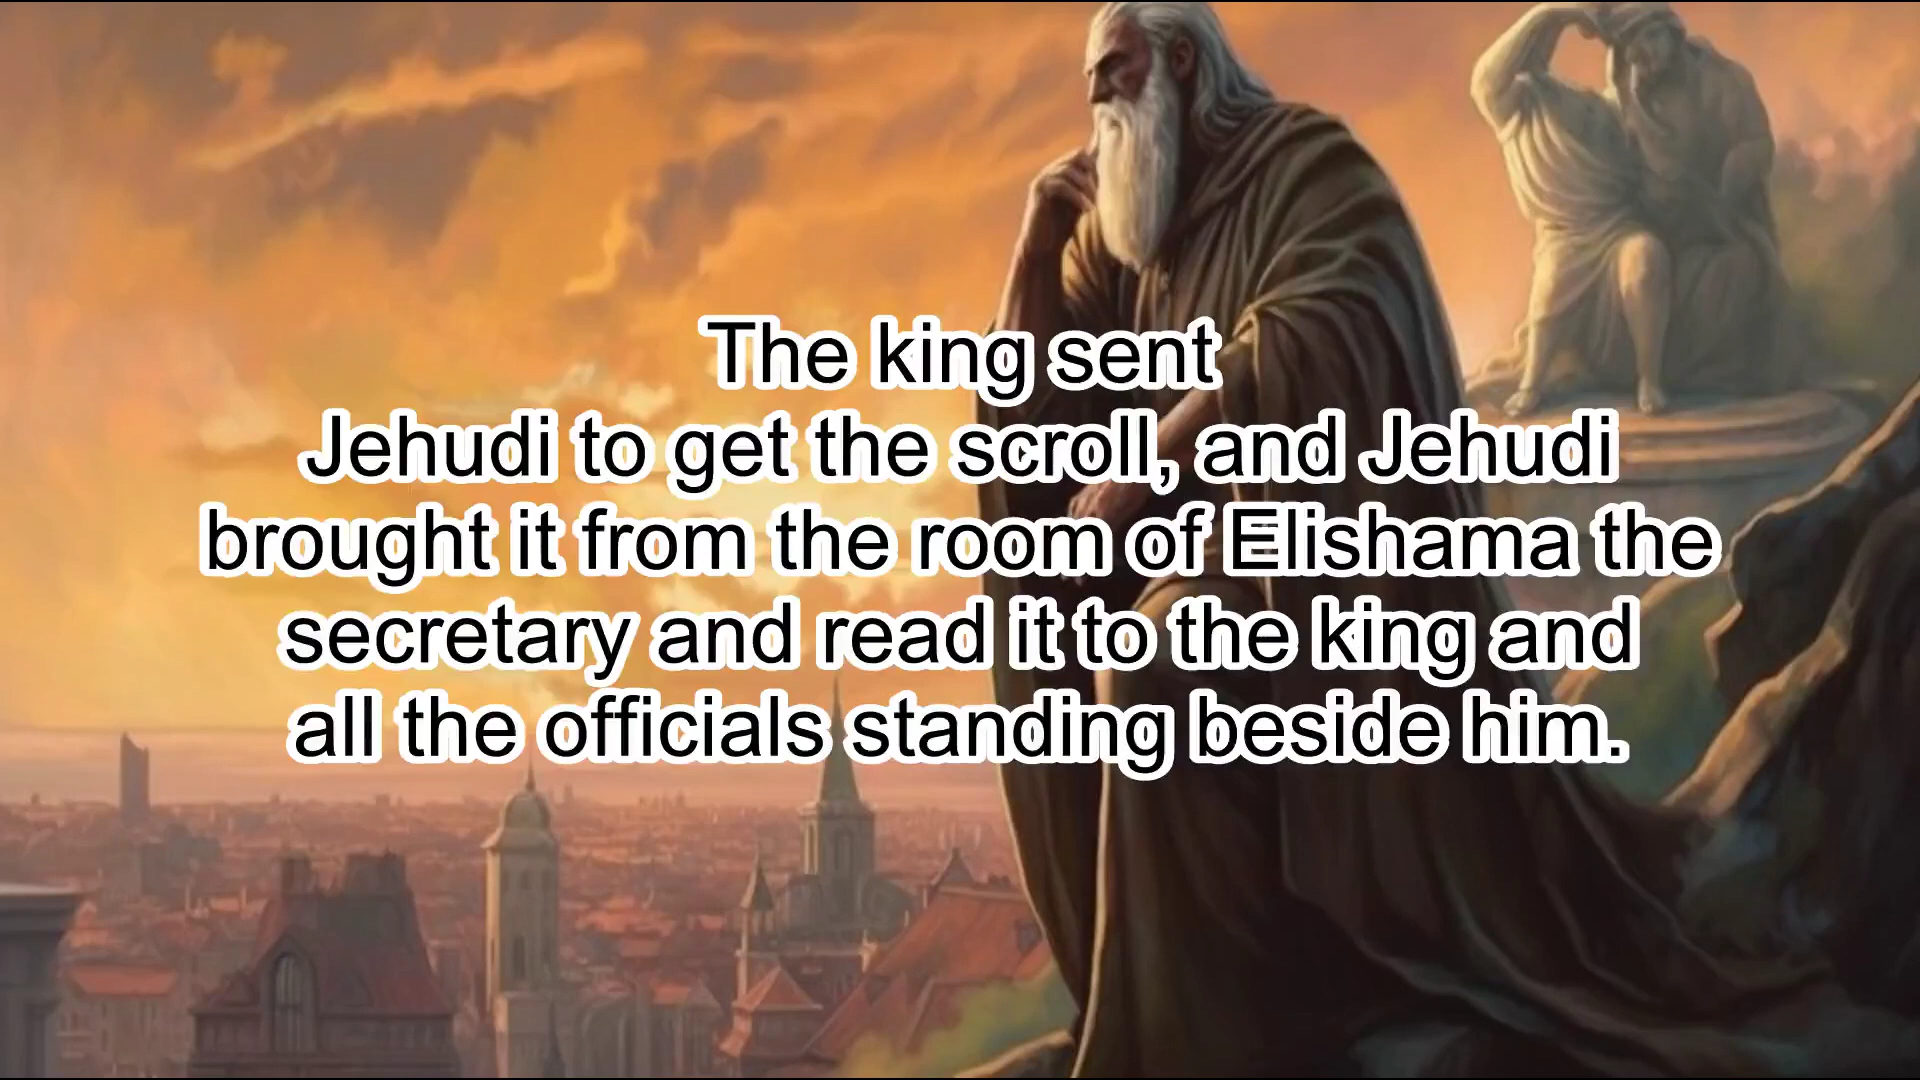 The king sent
Jehudi to get the scroll, and Jehudi
brought it from the room of Elishama the
secretary and read it to the king and
all the officials standing beside him.